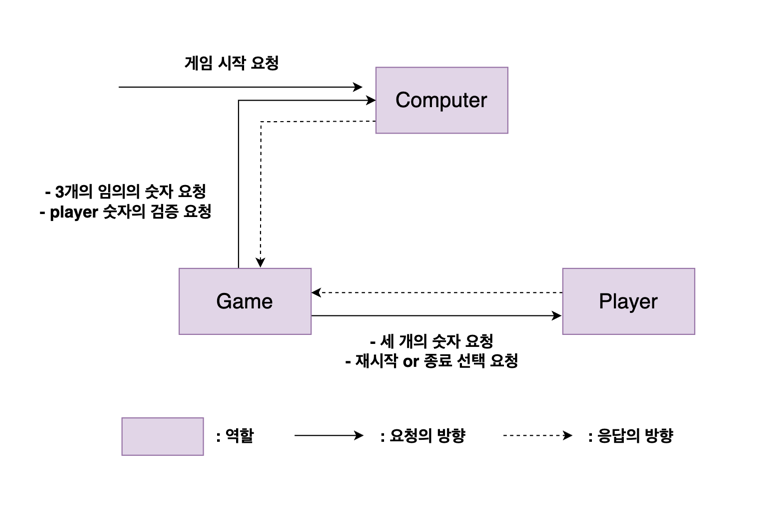 게임 시작 요청
Computer
- 3개의 임의의 숫자 요청
- player 숫자의 검증 요청
Game
Player
- 세 개의 숫자 요청
- 재시작 or 종료 선택 요청
: 역할
: 요청의 방향
: 응답의 방향